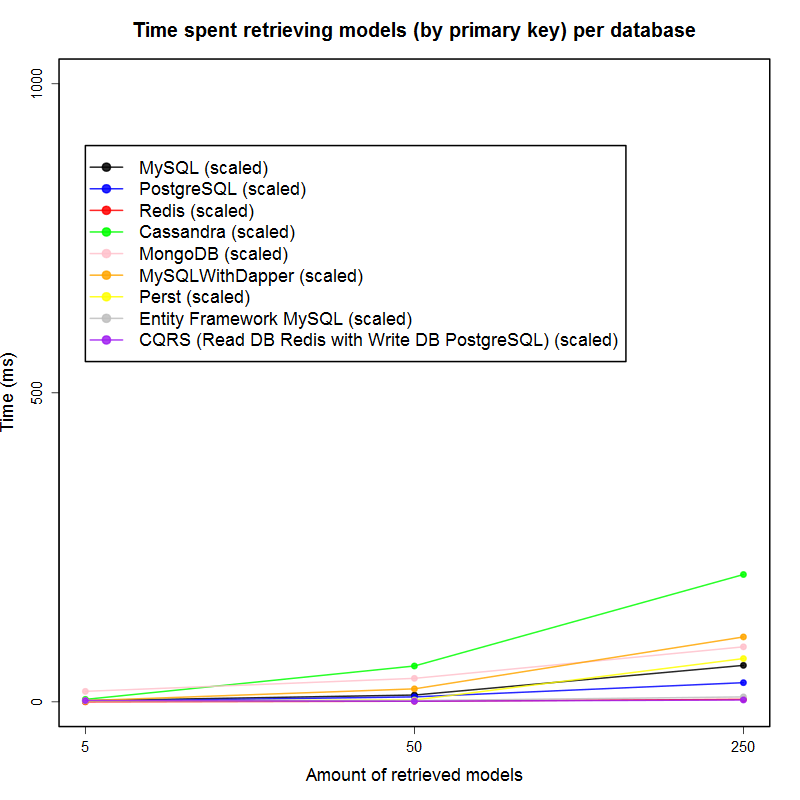 Time spent retrieving models (by primary key) per database
1000
MySQL (scaled)
PostgreSQL (scaled)
Redis (scaled)
Cassandra (scaled)
MongoDB (scaled)
MySQLWithDapper (scaled)
Perst (scaled)
Entity Framework MySQL (scaled)
CQRS (Read DB Redis with Write DB PostgreSQL) (scaled)
Time (ms)
500
0
5 50 250
Amount of retrieved models